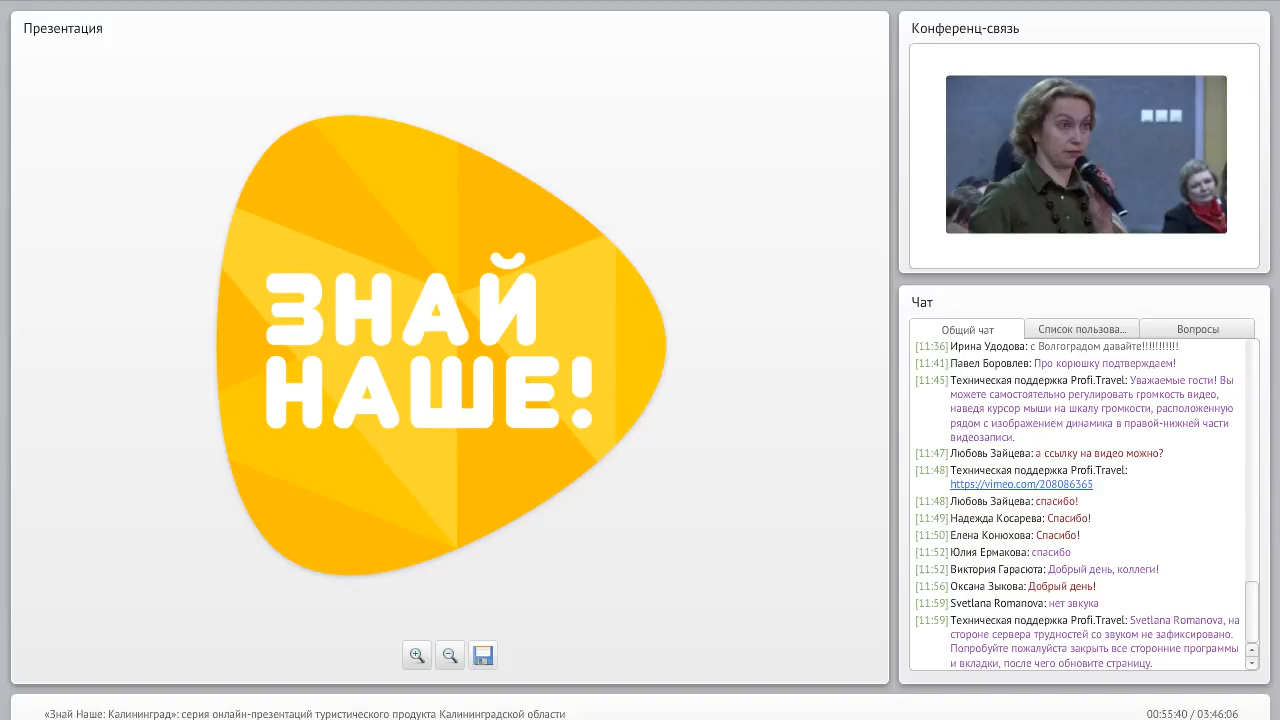 Презентация
ЗНАЙ
НАШЕ!
Конференц-связь
Чат
Общий чат
Список пользова...
Вопросы
[11:36] Ирина Удодова: с Волгоградом давайте!!!!!!!!!!!
[11:41] Павел Боровлев: Про корюшку подтверждаем!
[11:45] Техническая поддержка Profi.Travel: Уважаемые гости! Вы
можете самостоятельно регулировать громкость видео,
наведя курсор мыши на шкалу громкости, расположенную
рядом с изображением динамика в правой-нижней части
видеозаписи.
[11:47] Любовь Зайцева: а ссылку на видео можно?
[11:48] Техническая поддержка Profi.Travel:
https://vimeo.com/208086365
[11:48] Любовь Зайцева: спасибо!
[11:49] Надежда Косарева: Спасибо!
[11:50] Елена Конюхова: Спасибо!
[11:52] Юлия Ермакова: спасибо
[11:52] Виктория Гарасюта: Добрый день, коллеги!
[11:56] Оксана Зыкова: Добрый день!
[11:59] Svetlana Romanova: нет звкука
[11:59] Техническая поддержка Profi.Travel: Svetlana Romanova, на
стороне сервера трудностей со звуком не зафиксировано.
Попробуйте пожалуйста закрыть все сторонние программы
и вкладки, после чего обновите страницу.
«Знай Наше: Калининград»: серия онлайн-презентаций туристического продукта Калининградской области
00:55:40 / 03:46:06